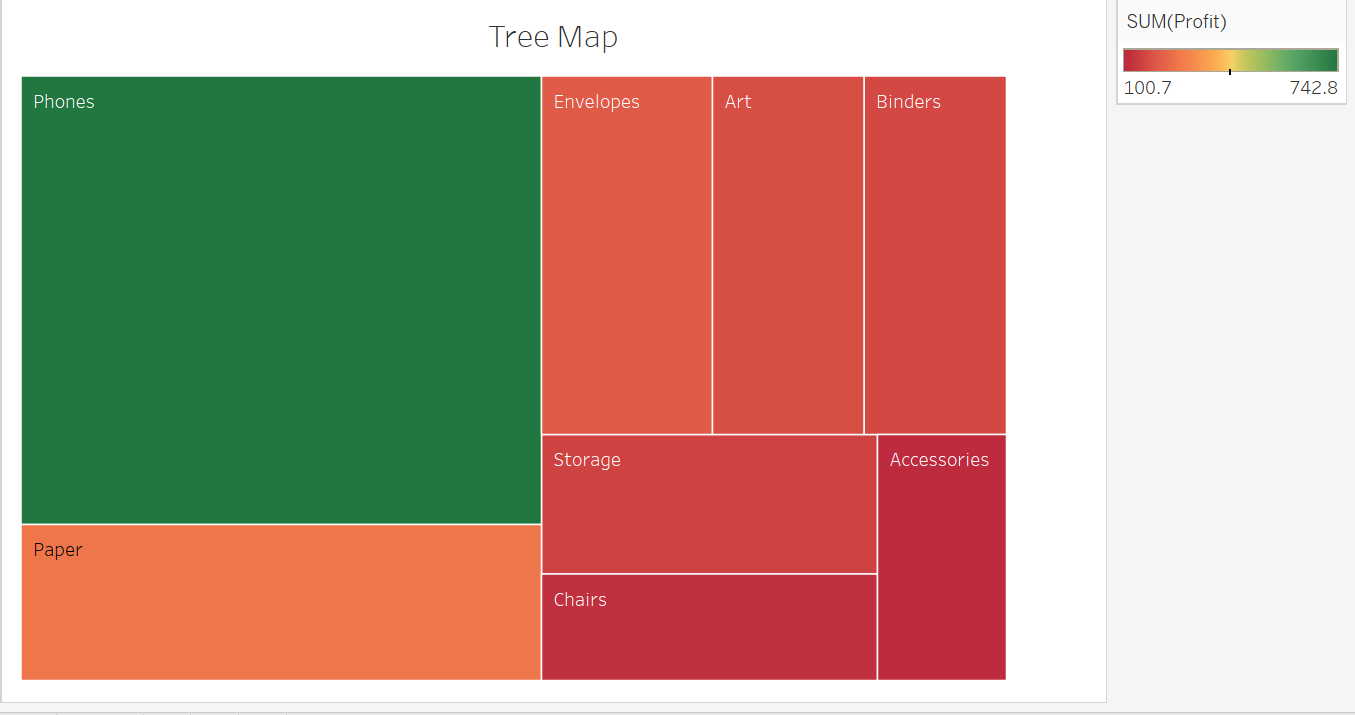 Tree Map
SUM(Profit)
100.7 742.8
Phones
Envelopes
Art
Binders
Storage
Accessories
Paper
Chairs